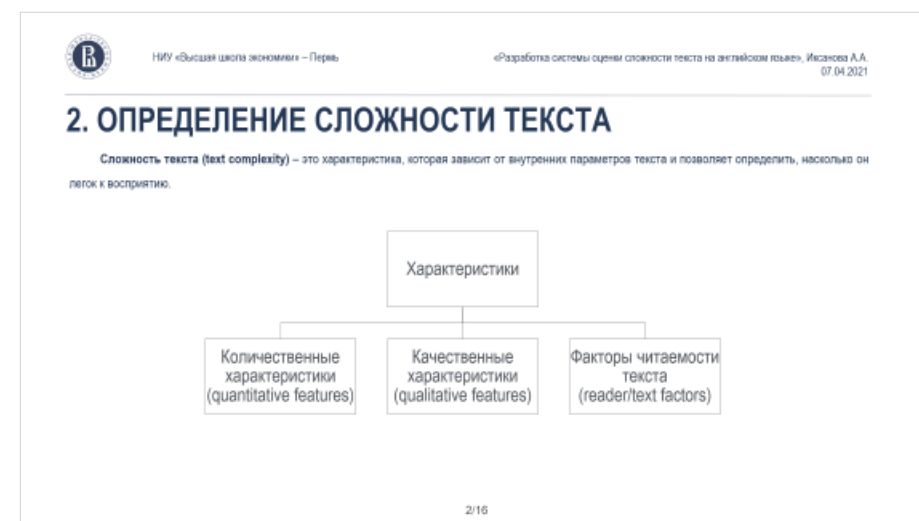 НИУ «Высшая школа экономики» – Пермь
«Разработка системы оценки сложности текста на английском языке», Ивсанова А.А.
07.04.2021
2. ОПРЕДЕЛЕНИЕ СЛОЖНОСТИ ТЕКСТА
Сложность текста (text complexity) – это характеристика, которая зависит от внутренних параметров текста и позволяет определить, насколько он
легок к восприятию.
Характеристики
Количественные
характеристики
(quantitative features)
Качественные
характеристики
(qualitative features)
Факторы читаемости
текста
(reader/text factors)
2/16